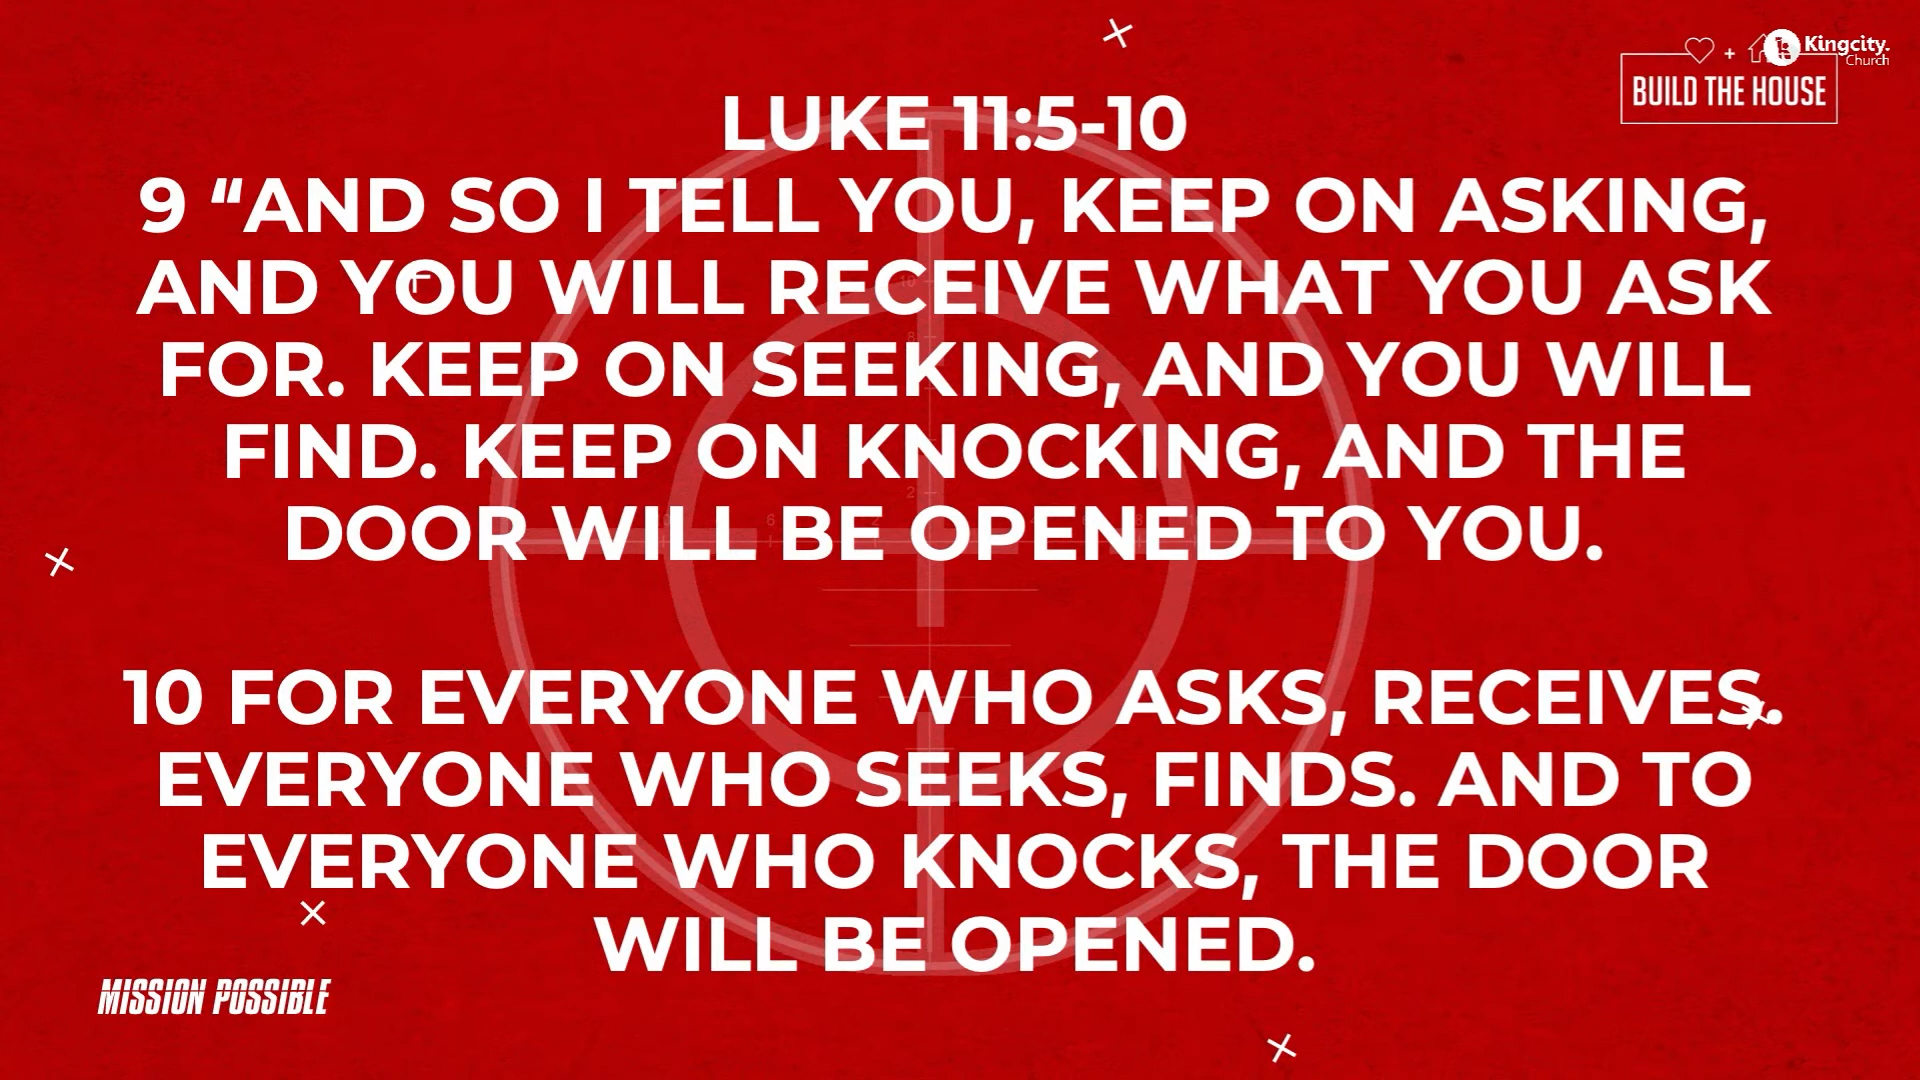 Kingcity.
Church
+
BUILD THE HOUSE
LUKE 11:5-10
9 “AND SO I TELL YOU, KEEP ON ASKING,
AND YOU WILL RECEIVE WHAT YOU ASK
FOR. KEEP ON SEEKING, AND YOU WILL
FIND. KEEP ON KNOCKING, AND THE
DOOR WILL BE OPENED TO YOU.
10 FOR EVERYONE WHO ASKS, RECEIVES.
EVERYONE WHO SEEKS, FINDS. AND TO
EVERYONE WHO KNOCKS, THE DOOR
WILL BE OPENED.
MISSION POSSIBLE